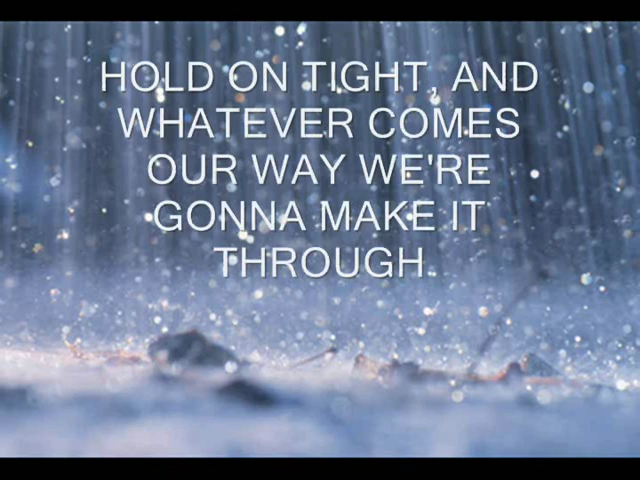 HOLD ON TIGHT, AND
WHATEVER COMES
OUR WAY WE'RE
GONNA MAKE IT
THROUGH